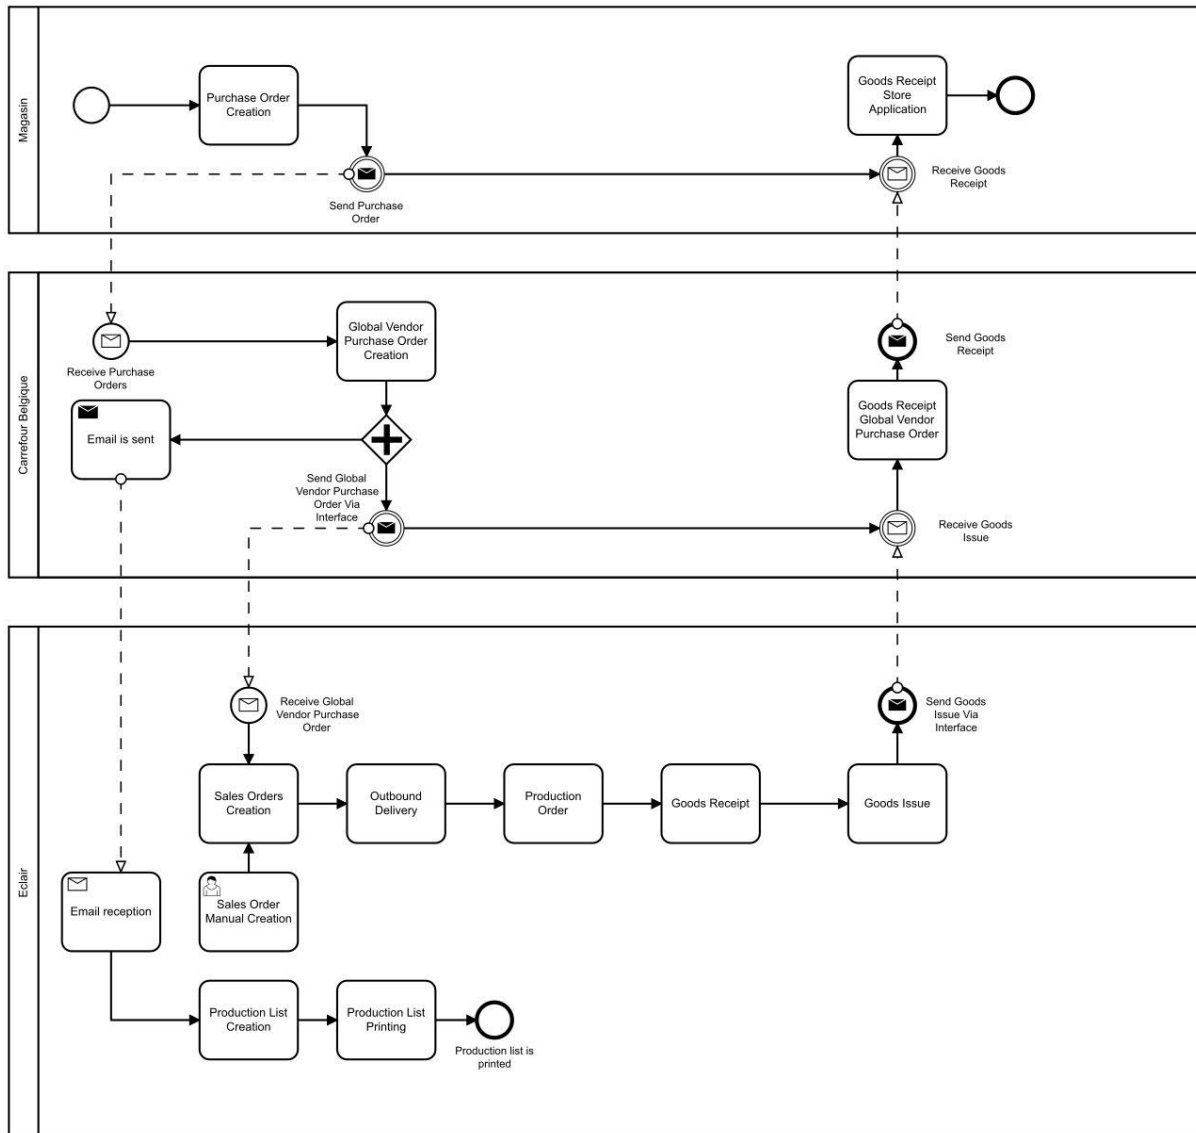 Magasin
Purchase Order
Creation
Send Purchase
Order
Goods Receipt
Store
Application
Receive Goods
Receipt
Carrefour Belgique
Receive Purchase
Orders
Global Vendor
Purchase Order
Creation
Email is sent
Send Global
Vendor Purchase
Order Via
Interface
Send Goods
Receipt
Goods Receipt
Global Vendor
Purchase Order
Receive Goods
Issue
Eclair
Receive Global
Vendor Purchase
Order
Send Goods
Issue Via
Interface
Sales Orders
Creation
Outbound
Delivery
Production
Order
Goods Receipt
Goods Issue
Email reception
Sales Order
Manual Creation
Production List
Creation
Production List
Printing
Production list is
printed